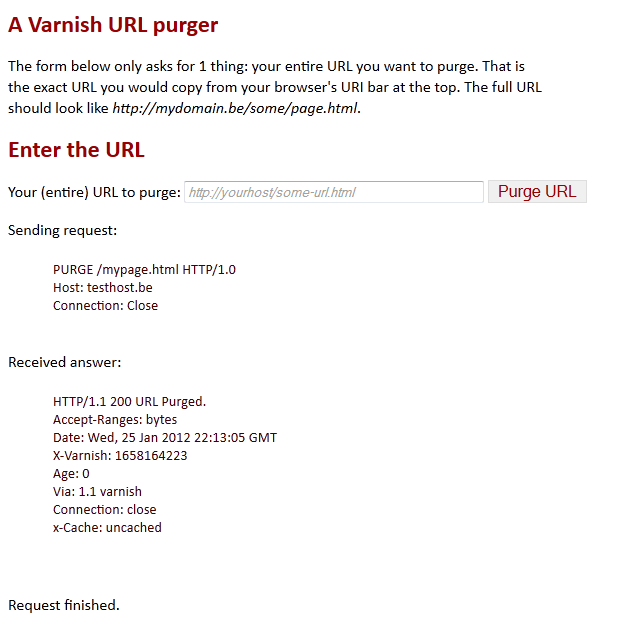 A Varnish URL purger
The form below only asks for 1 thing: your entire URL you want to purge. That is
the exact URL you would copy from your browser's URI bar at the top. The full URL
should look like http://mydomain.be/some/page.html.
Enter the URL
Your (entire) URL to purge: http://yourhost/some-url.html Purge URL
Sending request:
PURGE /mypage.html HTTP/1.0
Host: testhost.be
Connection: Close
Received answer:
HTTP/1.1 200 URL Purged.
Accept-Ranges: bytes
Date: Wed, 25 Jan 2012 22:13:05 GMT
X-Varnish: 1658164223
Age: 0
Via: 1.1 varnish
Connection: close
x-Cache: uncached
Request finished.